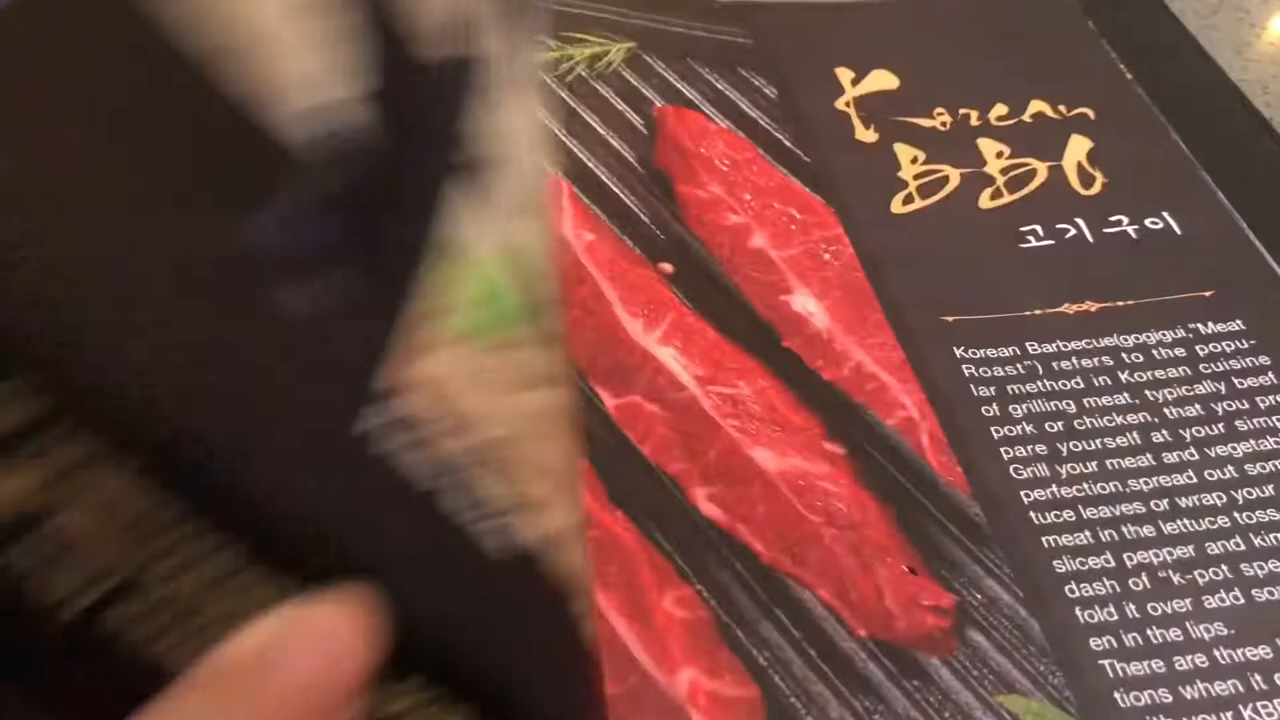 Korean
BBQ
고기구이
Korean Barbecue(gogigui,"Meat
Roast") refers to the popu-
lar method in Korean cuisine
of grilling meat, typically beef
pork or chicken, that you pre
pare yourself at your simm
Grill your meat and vegetab
perfection,spread out som
tuce leaves or wrap your
meat in the lettuce toss
sliced pepper and kim
dash of "k-pot spe
fold it over add so
en in the lips.
There are three
tions when it
your KB